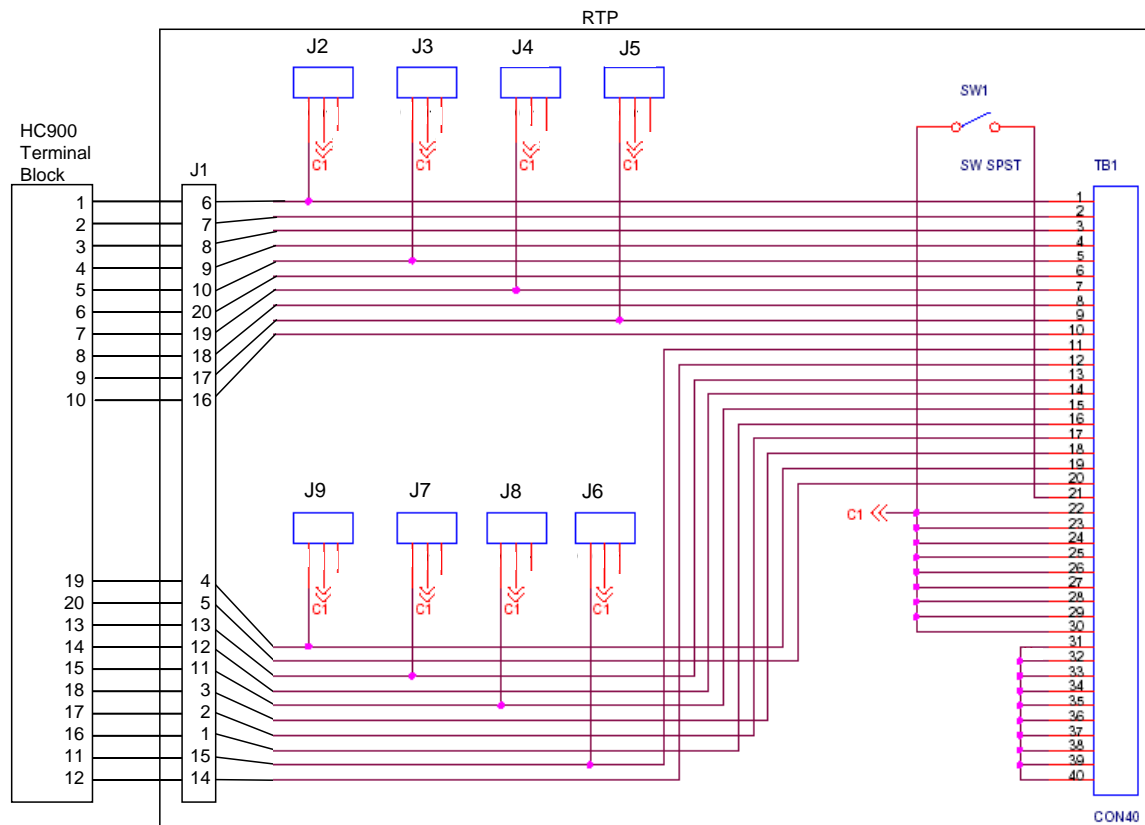 RTP
J2 J3 J4 J5
SW1
HC900
Terminal
Block
J1
C1 C1 C1 C1
SW SPST
TB1
1 6 1
2 7 2
3 8 3
4 9 4
5 10 5
6 20 6
7 19 7
8 18 8
9 17 9
10 16 10
11
12
13
14
15
16
17
18
19
20
21
J9 J7 J8 J6
C1 22
23
24
25
26
27
28
29
30
C1 C1 C1 C1
19 4
20 5
13 13
14 12 31
15 11 32
18 3 33
17 2 34
16 1 35
11 15 36
12 14 37
38
39
40
CON40